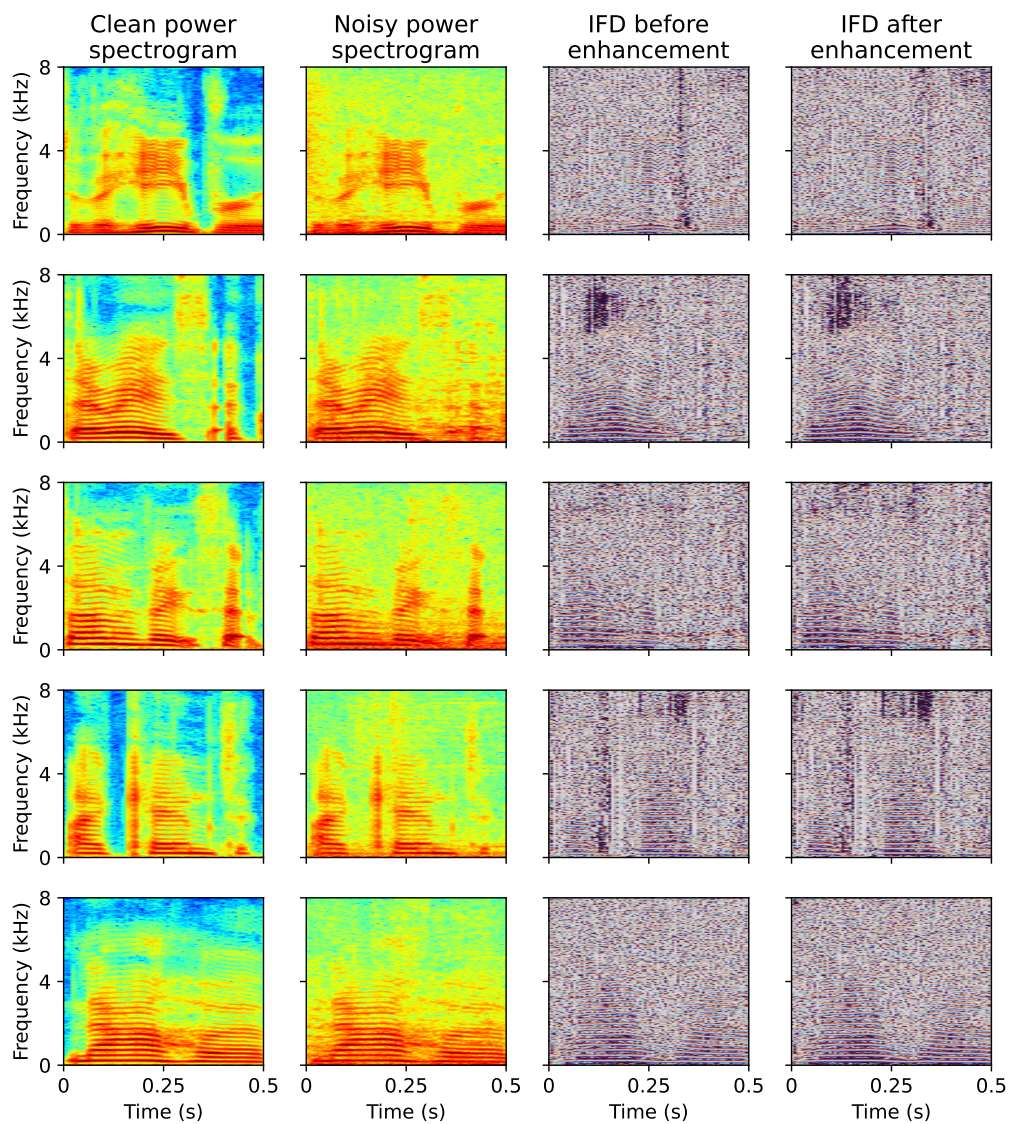 Clean power
spectrogram
Noisy power
spectrogram
IFD before
enhancement
IFD after
enhancement
8
4
0
Frequency (kHz)
8
4
0
Frequency (kHz)
8
4
0
Frequency (kHz)
8
4
0
Frequency (kHz)
8
4
0
Frequency (kHz)
0 0.25 0.5
0 0.25 0.5
0 0.25 0.5
0 0.25 0.5
Time (s)
Time (s)
Time (s)
Time (s)